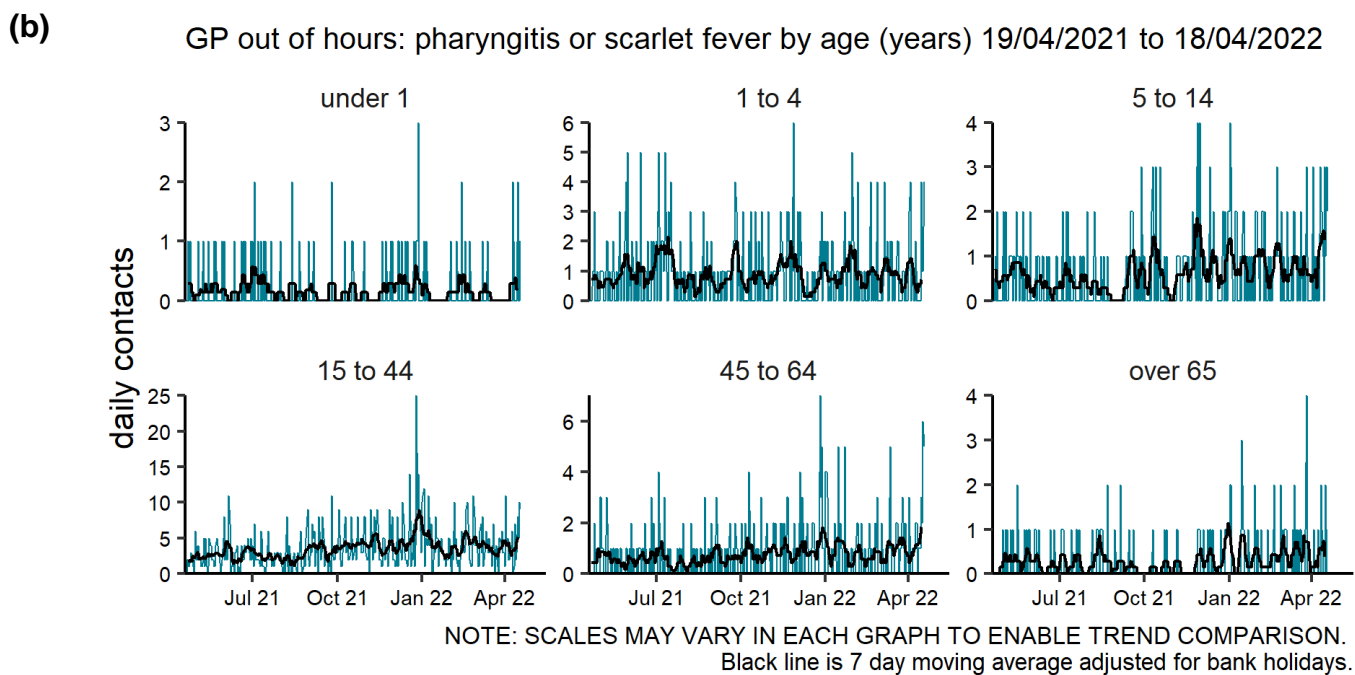 (b)
GP out of hours: pharyngitis or scarlet fever by age (years) 19/04/2021 to 18/04/2022
under 1
1 to 4
5 to 14
3
2
1
0
6
5
4
3
2
1
0
4
3
2
1
0
daily contacts
15 to 44
45 to 64
over 65
25
20
15
10
5
0
6
4
2
0
4
3
2
1
0
Jul 21 Oct 21 Jan 22 Apr 22
Jul 21 Oct 21 Jan 22 Apr 22
Jul 21 Oct 21 Jan 22 Apr 22
NOTE: SCALES MAY VARY IN EACH GRAPH TO ENABLE TREND COMPARISON.
Black line is 7 day moving average adjusted for bank holidays.